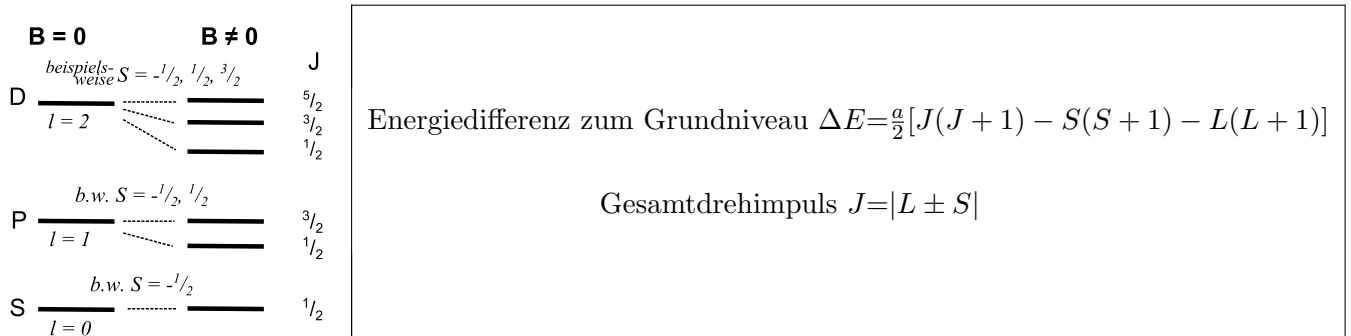 B = 0 B ≠ 0
J
beispiels-
weise S = -1/2, 1/2, 3/2
D 5/2
l = 2 3/2
1/2
b.w. S = -1/2, 1/2
P 3/2
l = 1 1/2
b.w. S = -1/2
S 1/2
l = 0
Energiedifferenz zum Grundniveau ΔE=a/2[J(J + 1) − S(S + 1) − L(L + 1)]
Gesamtdrehimpuls J=|L ± S|